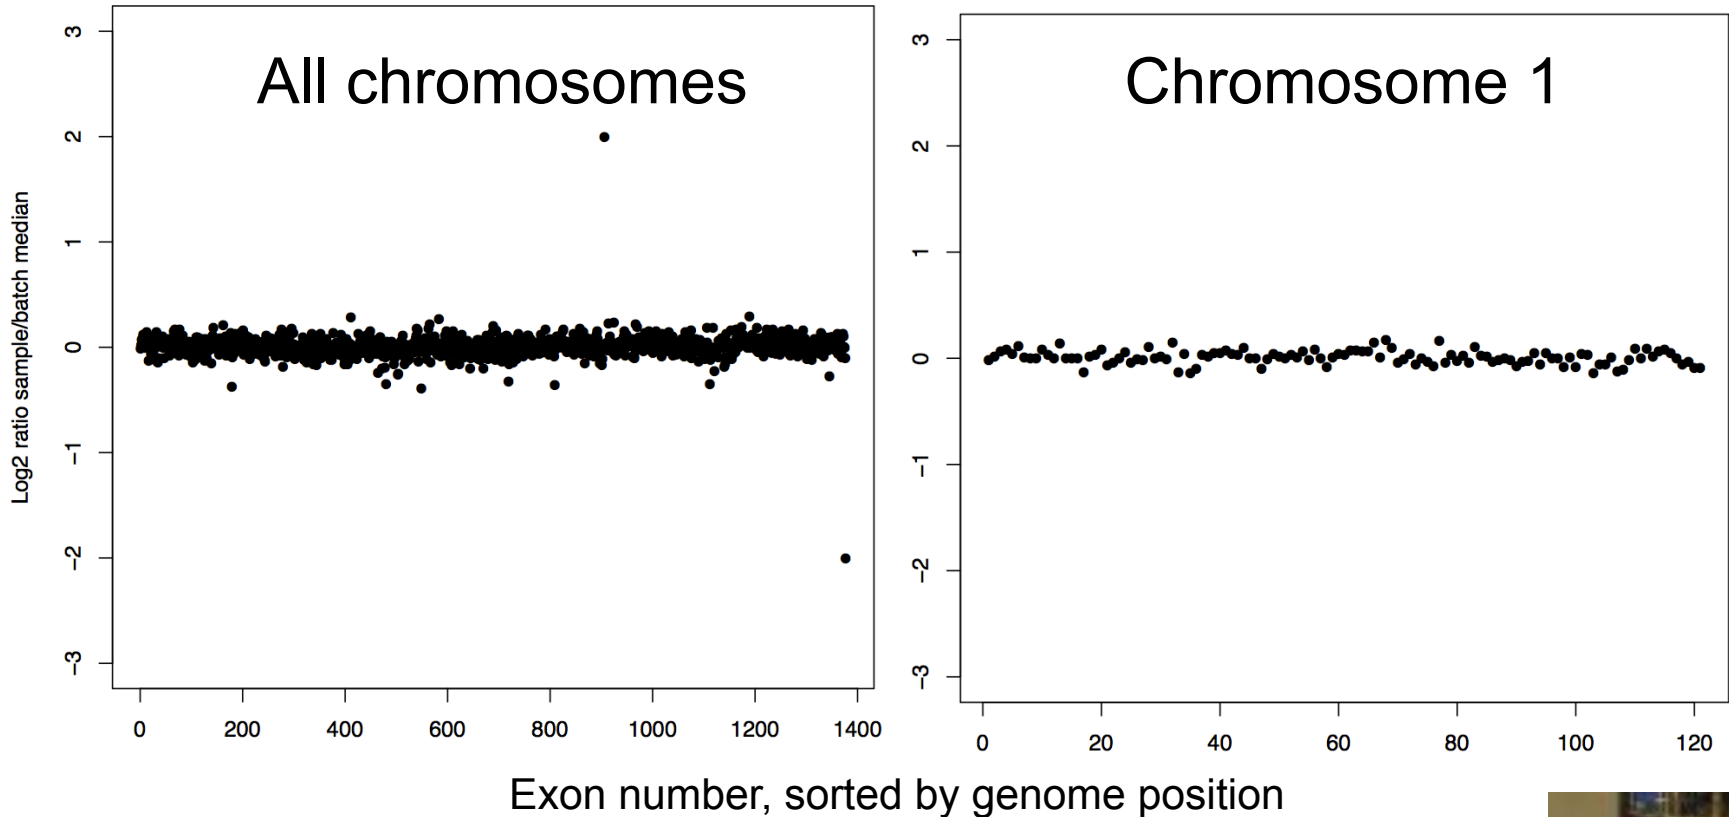 All chromosomes
Chromosome 1
Log2 ratio sample/batch median
3
2
1
0
−1
−2
−3
0 200 400 600 800 1000 1200 1400
3
2
1
0
−1
−2
−3
0 20 40 60 80 100 120
Exon number, sorted by genome position